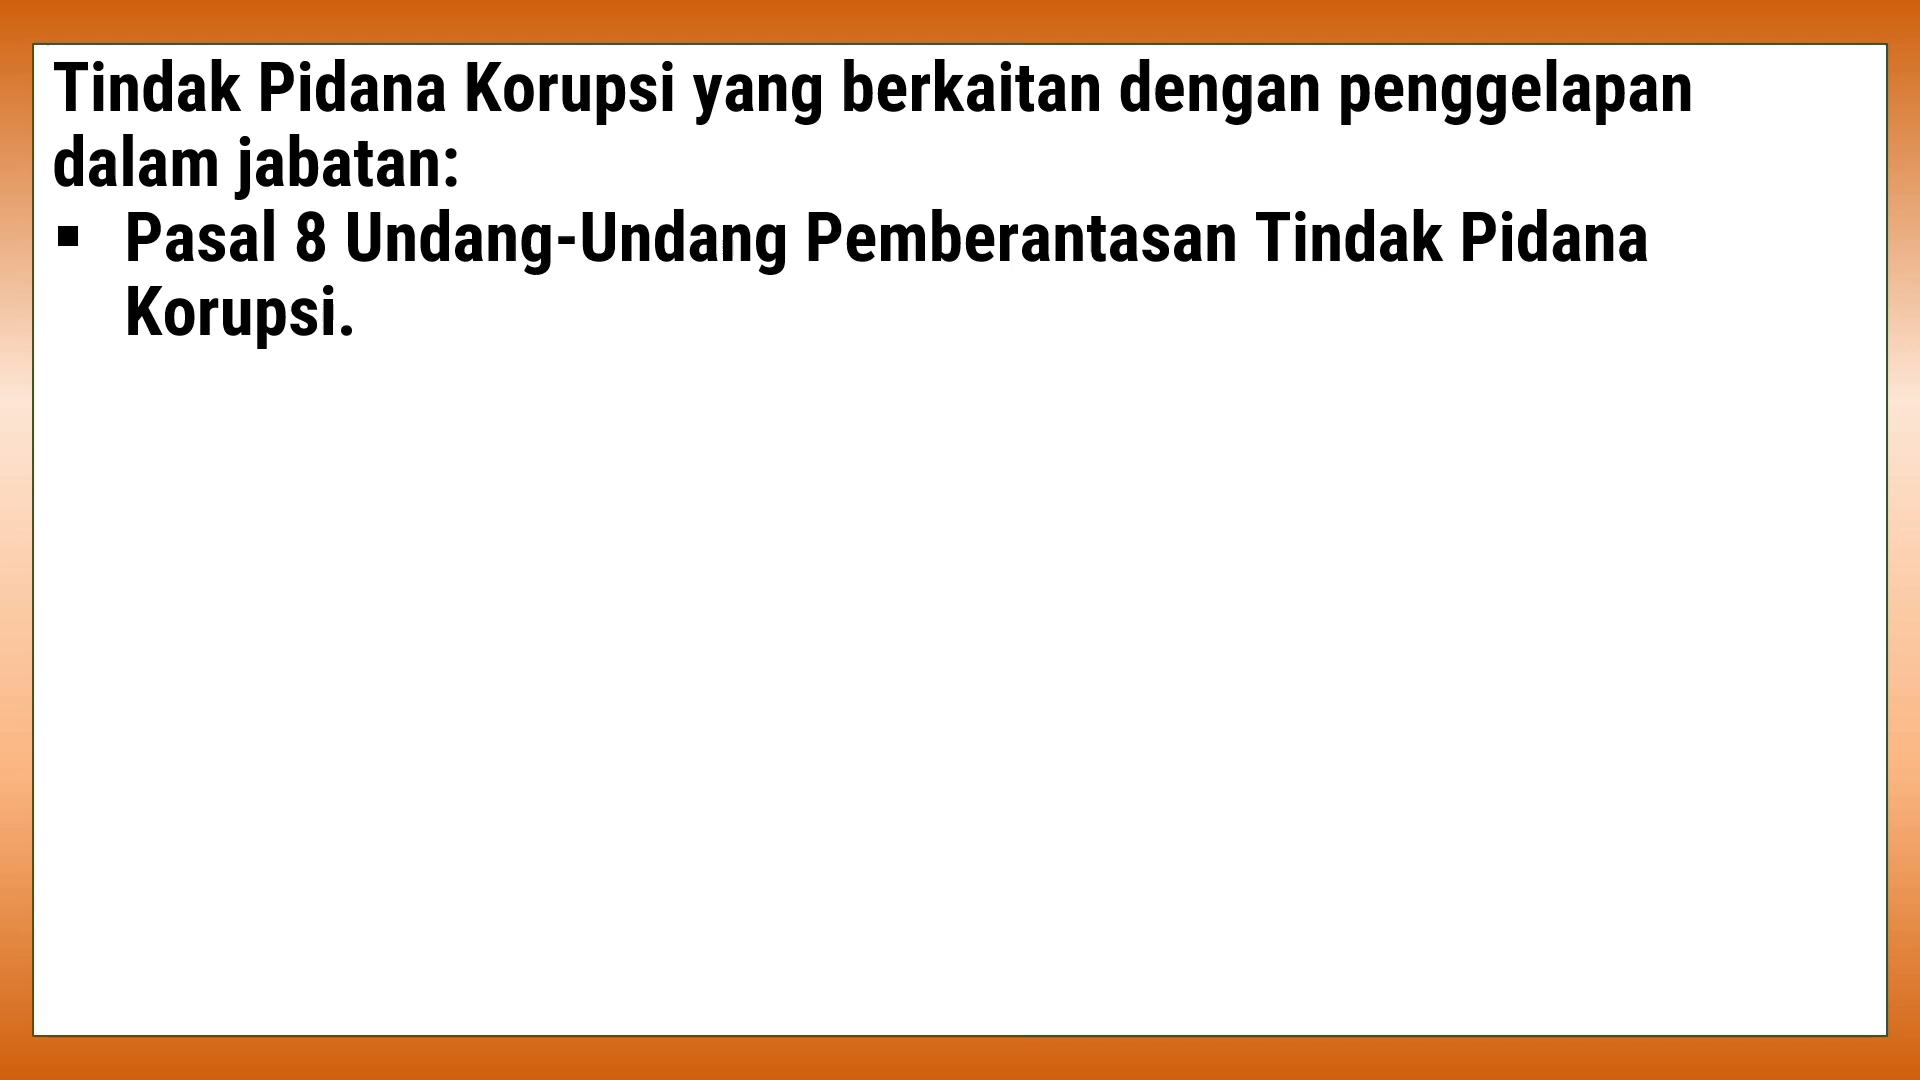 Tindak Pidana Korupsi yang berkaitan dengan penggelapan
dalam jabatan:
▪ Pasal 8 Undang-Undang Pemberantasan Tindak Pidana
Korupsi.